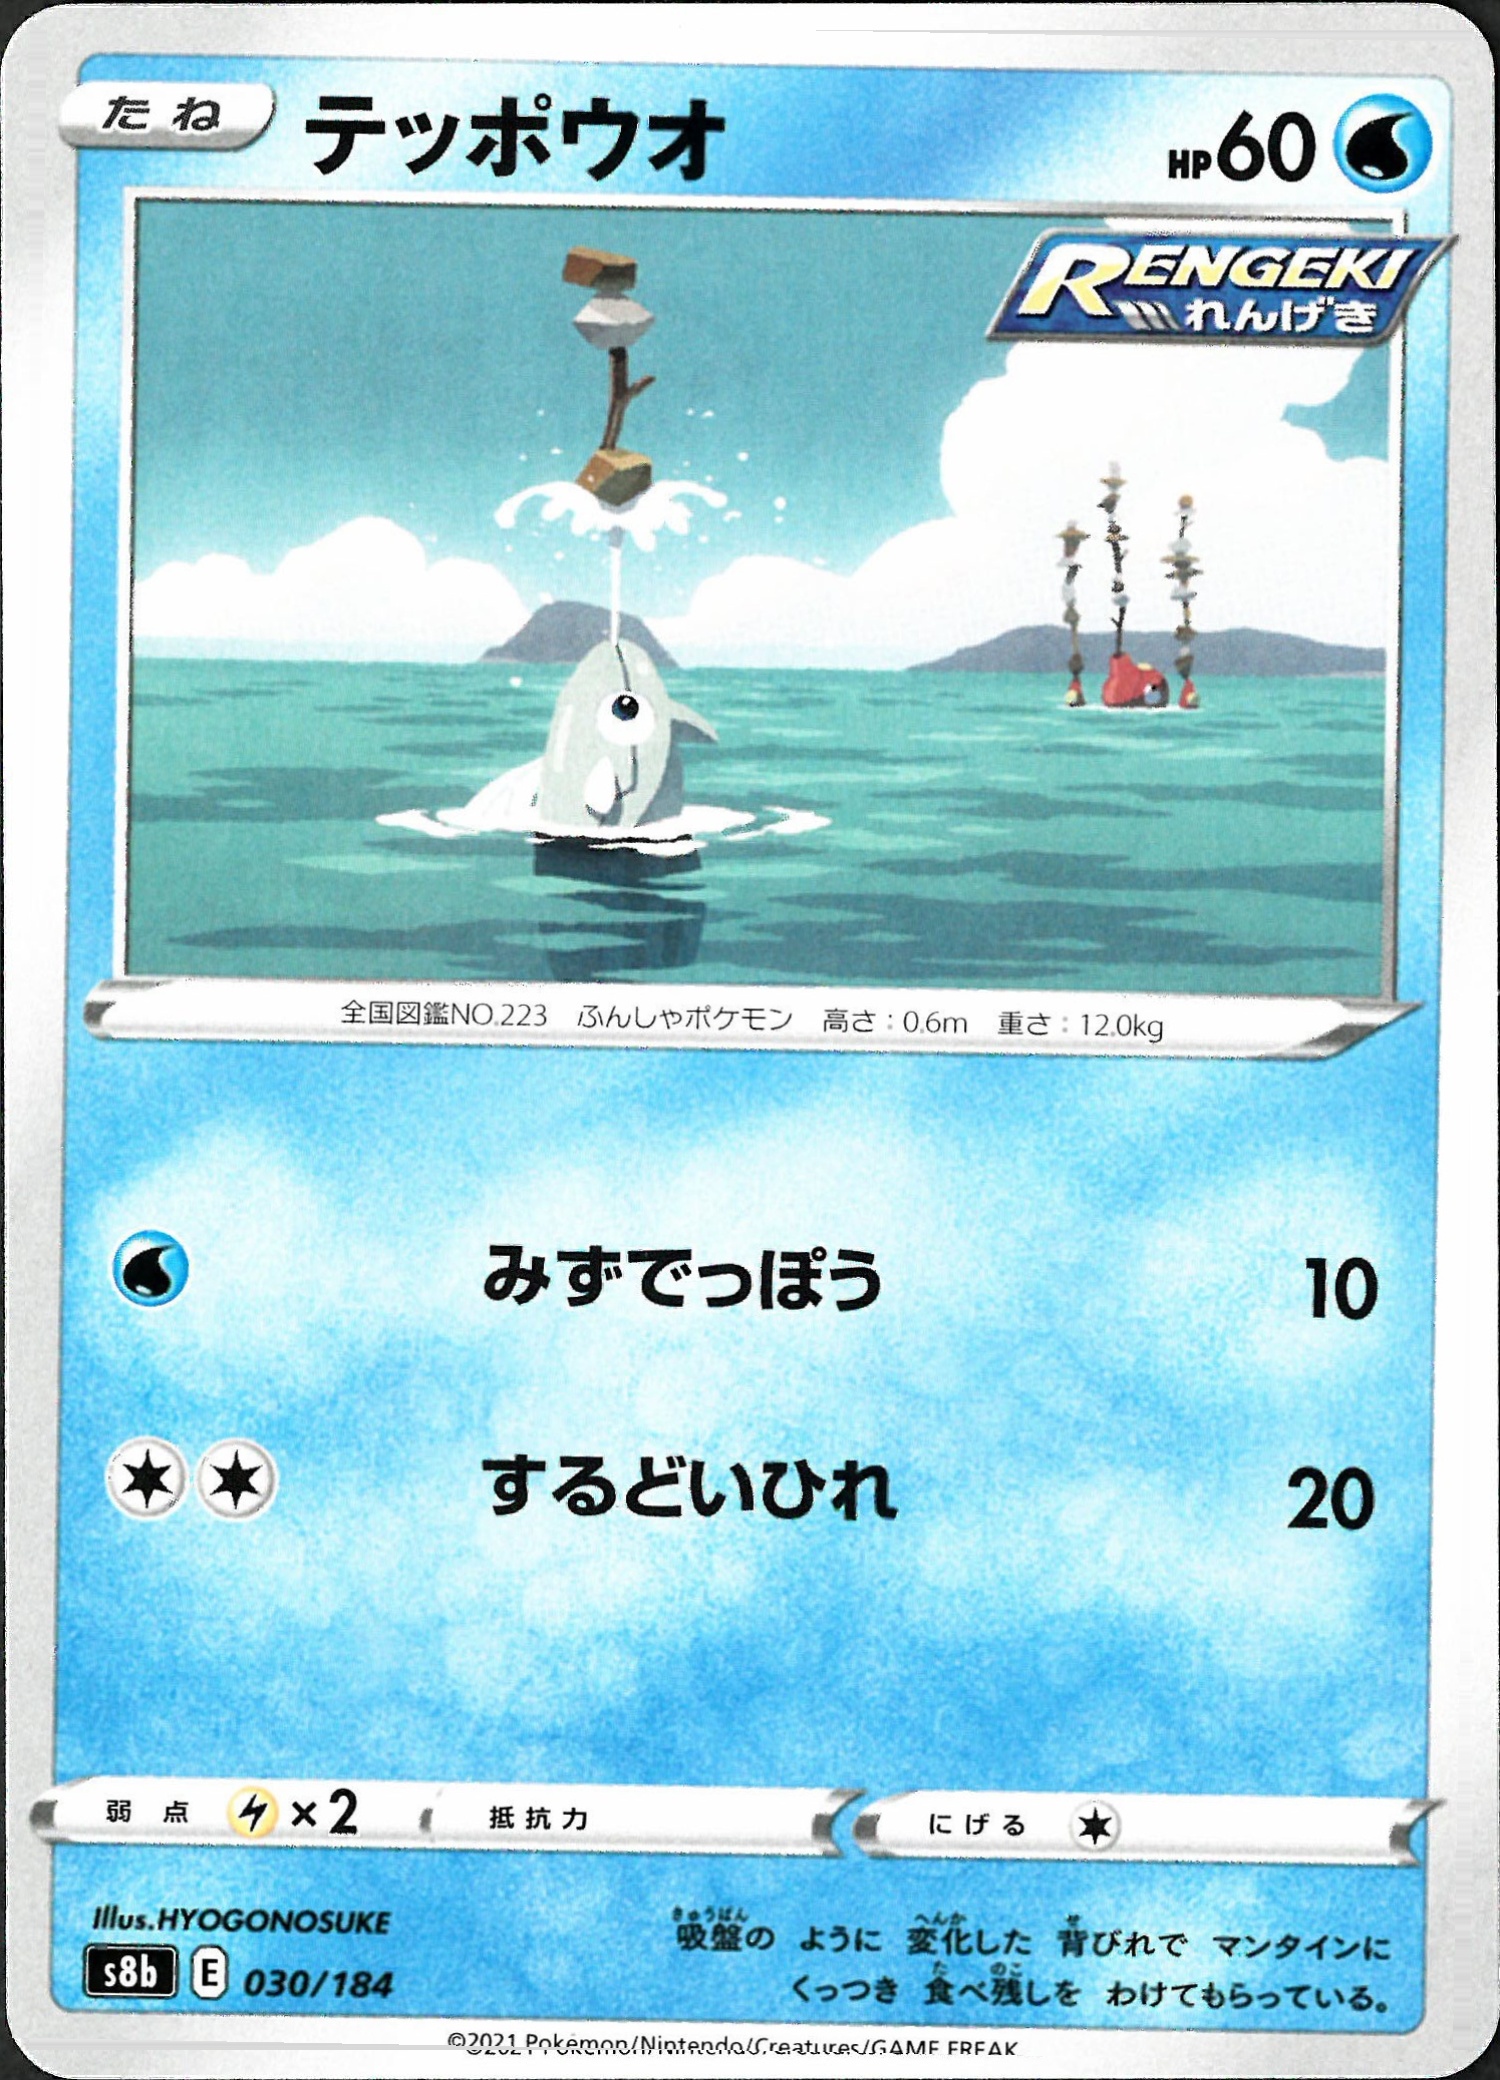 たね テッポウオ HP60
RENGEKI
れんげき
全国図鑑NO.223 ふんしゃポケモン 高さ:0.6m 重さ:12.0kg
みずでっぽう 10
するどいひれ 20
弱点 ×2 抵抗力 にげる
Illus.HYOGONOSUKE
s8b E 030/184
吸盤の ように 変化した 背びれで マンタインに
くっつき 食べ残しを わけてもらっている。
©2021 Pokémon/Nintendo/Creatures/GAME FREAK